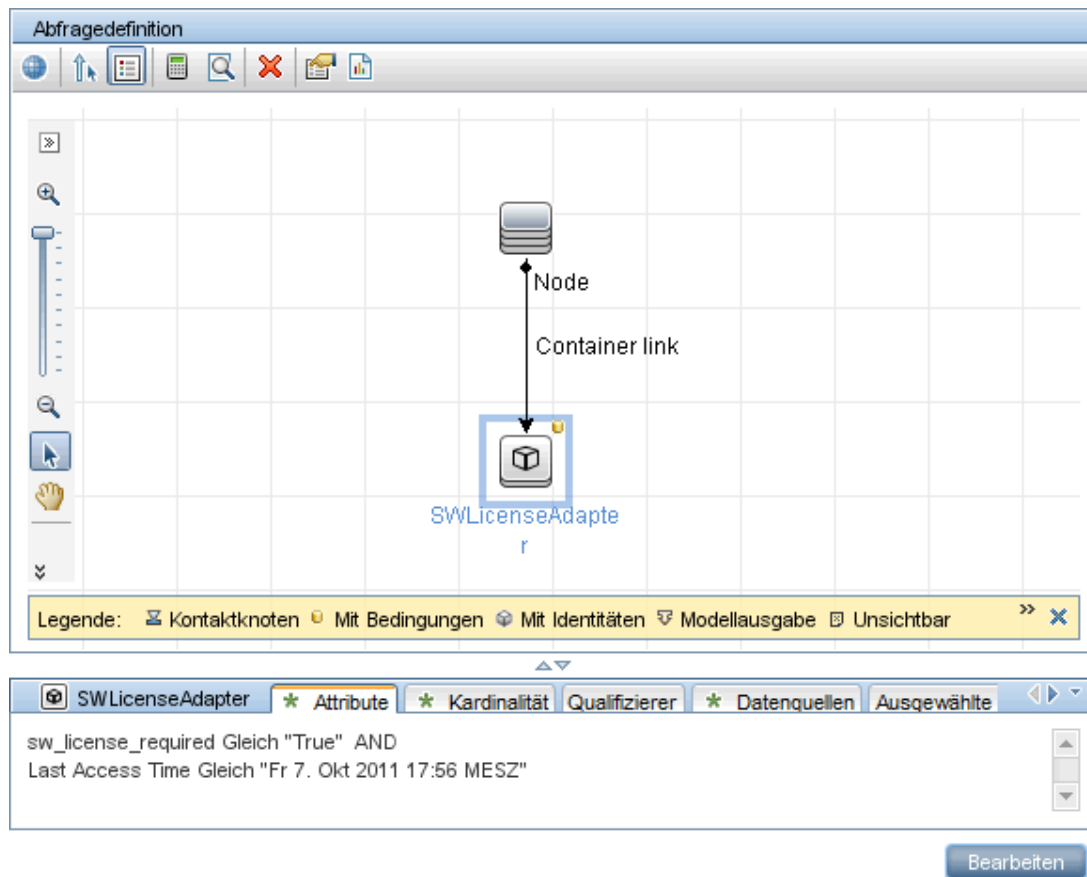 Abfragedefinition
Node
Container link
SWLicenseAdapte
r
Legende: Kontaktknoten Mit Bedingungen Mit Identitäten Modellausgabe Unsichtbar
SWLicenseAdapter * Attribute * Kardinalität Qualifizierer * Datenquellen Ausgewählte
sw_license_required Gleich "True" AND
Last Access Time Gleich "Fr 7. Okt 2011 17:56 MESZ"
Bearbeiten